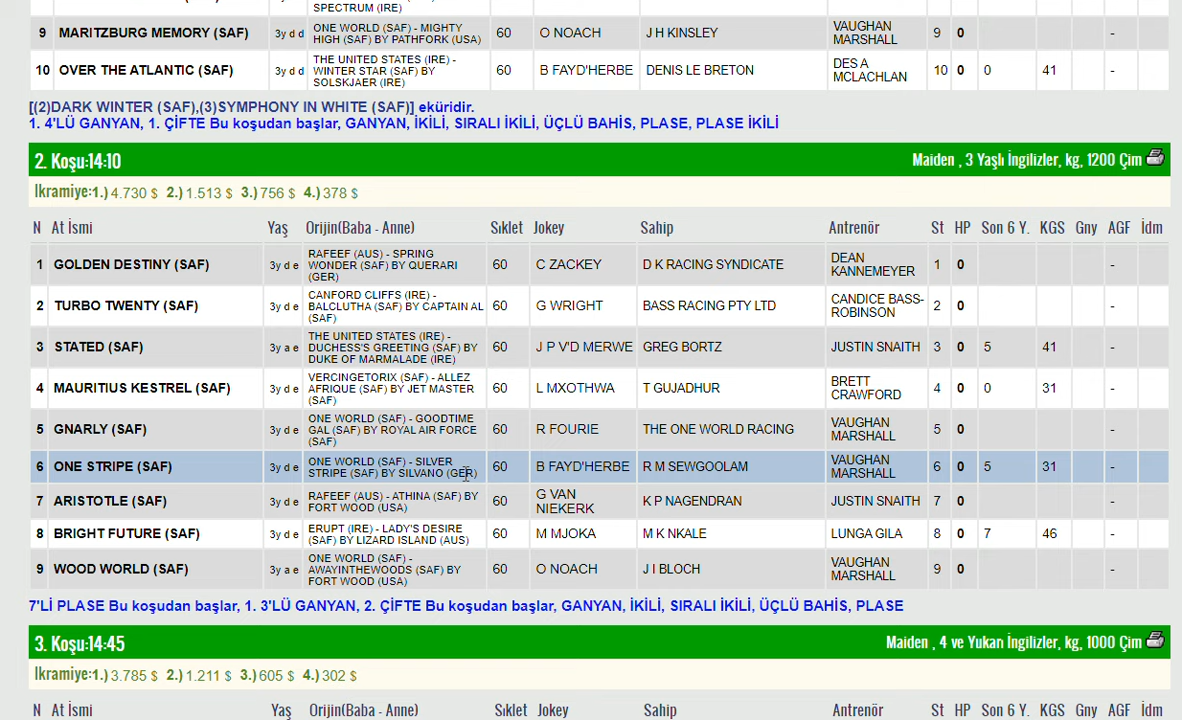 SPECTRUM (IRE)
9 MARITZBURG MEMORY (SAF) 3y d d ONE WORLD (SAF) - MIGHTY HIGH (SAF) BY PATHFORK (USA) 60 O NOACH J H KINSLEY VAUGHAN MARSHALL 9 0 -
10 OVER THE ATLANTIC (SAF) 3y d d THE UNITED STATES (IRE) - WINTER STAR (SAF) BY SOLSKJAER (IRE) 60 B FAYD'HERBE DENIS LE BRETON DES A MCLACHLAN 10 0 0 41 -
[(2)DARK WINTER (SAF),(3)SYMPHONY IN WHITE (SAF)] eküridir.
1. 4'LÜ GANYAN, 1. ÇİFTE Bu koşudan başlar, GANYAN, İKİLİ, SIRALI İKİLİ, ÜÇLÜ BAHİS, PLASE, PLASE İKİLİ
2. Koşu:14:10 Maiden , 3 Yaşlı İngilizler, kg, 1200 Çim
İkramiye:1.) 4.730 $ 2.) 1.513 $ 3.) 756 $ 4.) 378 $
N At İsmi Yaş Orijin(Baba - Anne) Sıklet Jokey Sahip Antrenör St HP Son 6 Y. KGS Gny AGF İdm
1 GOLDEN DESTINY (SAF) 3y d e RAFEEF (AUS) - SPRING WONDER (SAF) BY QUERARI (GER) 60 C ZACKEY D K RACING SYNDICATE DEAN KANNEMEYER 1 0 -
2 TURBO TWENTY (SAF) 3y d e CANFORD CLIFFS (IRE) - BALCLUTHA (SAF) BY CAPTAIN AL (SAF) 60 G WRIGHT BASS RACING PTY LTD CANDICE BASS-ROBINSON 2 0 -
3 STATED (SAF) 3y a e THE UNITED STATES (IRE) - DUCHESS'S GREETING (SAF) BY DUKE OF MARMALADE (IRE) 60 J P V'D MERWE GREG BORTZ JUSTIN SNAITH 3 0 5 41 -
4 MAURITIUS KESTREL (SAF) 3y d e VERCINGETORIX (SAF) - ALLEZ AFRIQUE (SAF) BY JET MASTER (SAF) 60 L MXOTHWA T GUJADHUR BRETT CRAWFORD 4 0 0 31 -
5 GNARLY (SAF) 3y d e ONE WORLD (SAF) - GOODTIME GAL (SAF) BY ROYAL AIR FORCE (SAF) 60 R FOURIE THE ONE WORLD RACING VAUGHAN MARSHALL 5 0 -
6 ONE STRIPE (SAF) 3y d e ONE WORLD (SAF) - SILVER STRIPE (SAF) BY SILVANO (GER) 60 B FAYD'HERBE R M SEWGOOLAM VAUGHAN MARSHALL 6 0 5 31 -
7 ARISTOTLE (SAF) 3y d e RAFEEF (AUS) - ATHINA (SAF) BY FORT WOOD (USA) 60 G VAN NIEKERK K P NAGENDRAN JUSTIN SNAITH 7 0 -
8 BRIGHT FUTURE (SAF) 3y d e ERUPT (IRE) - LADY'S DESIRE (SAF) BY LIZARD ISLAND (AUS) 60 M MJOKA M K NKALE LUNGA GILA 8 0 7 46 -
9 WOOD WORLD (SAF) 3y a e ONE WORLD (SAF) - AWAYINTHEWOODS (SAF) BY FORT WOOD (USA) 60 O NOACH J I BLOCH VAUGHAN MARSHALL 9 0 -
7'Lİ PLASE Bu koşudan başlar, 1. 3'LÜ GANYAN, 2. ÇİFTE Bu koşudan başlar, GANYAN, İKİLİ, SIRALI İKİLİ, ÜÇLÜ BAHİS, PLASE
3. Koşu:14:45 Maiden , 4 ve Yukarı İngilizler, kg, 1000 Çim
İkramiye:1.) 3.785 $ 2.) 1.211 $ 3.) 605 $ 4.) 302 $
N At İsmi Yaş Orijin(Baba - Anne) Sıklet Jokey Sahip Antrenör St HP Son 6 Y. KGS Gny AGF İdm